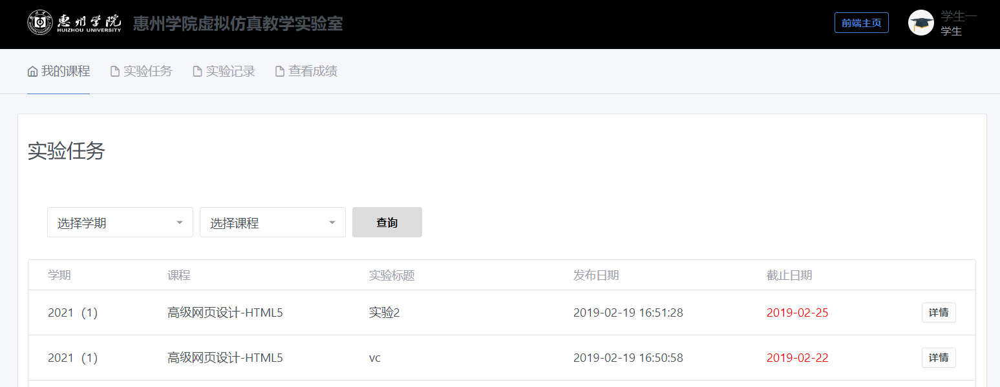 惠州学院
HUIZHOU UNIVERSITY
惠州学院虚拟仿真教学实验室
前端主页
学生一
学生
我的课程 实验任务 实验记录 查看成绩
实验任务
选择学期 选择课程 查询
学期 课程 实验标题 发布日期 截止日期
2021（1） 高级网页设计-HTML5 实验2 2019-02-19 16:51:28 2019-02-25 详情
2021（1） 高级网页设计-HTML5 vc 2019-02-19 16:50:58 2019-02-22 详情